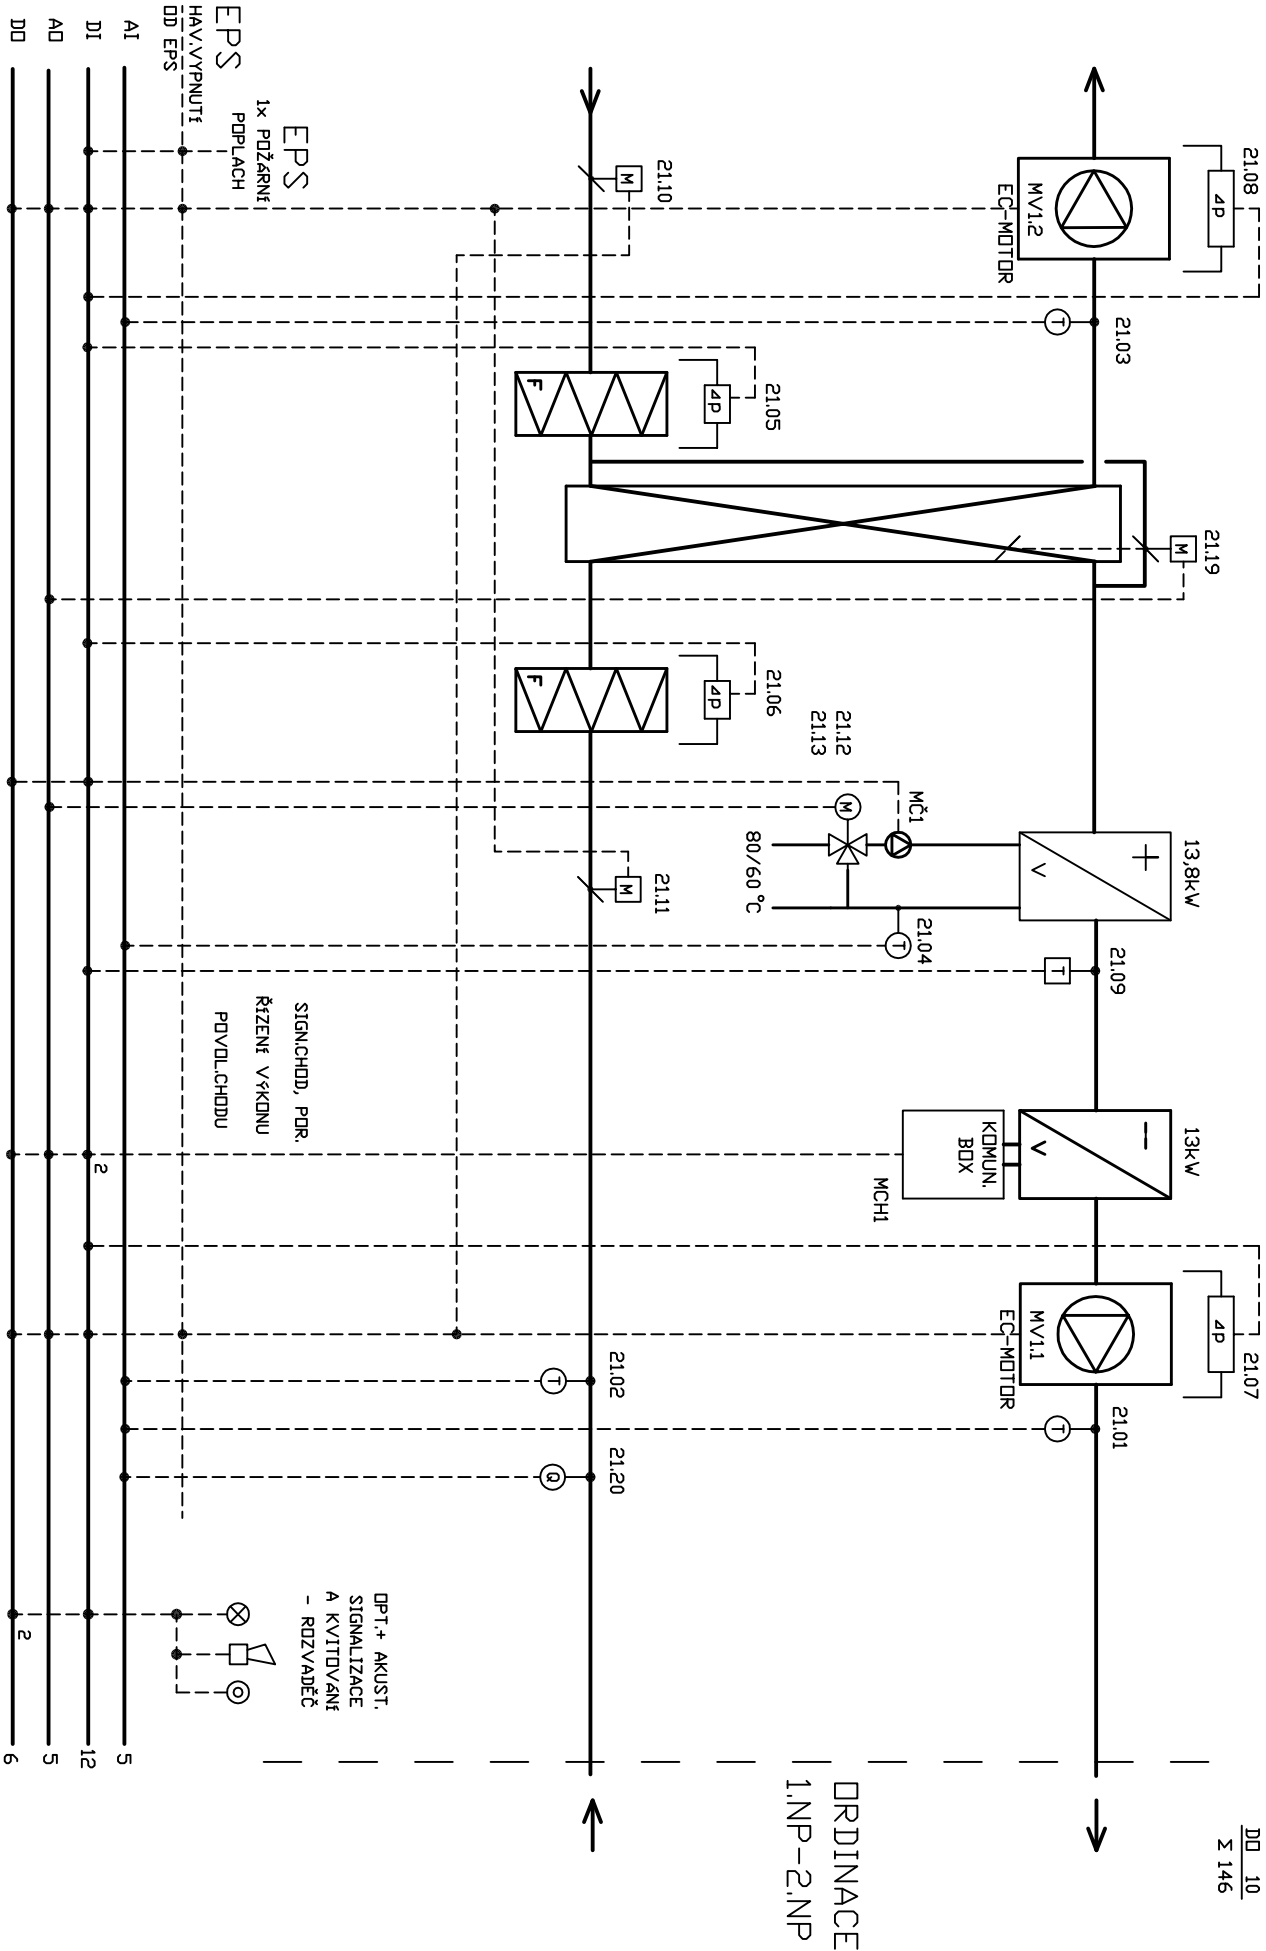 EPS
HAV.VYPNUTÍ
OD EPS
AI
DI
AO
DO
EPS
1x POŽÁRNÍ
POPLACH
21.08
ΔP
MV1.2
EC-MOTOR
21.10
M
21.03
T
21.05
ΔP
F
21.19
M
21.06
ΔP
F
21.12
21.13
MČ1
M
80/60 °C
13,8kW
+
V
21.11
M
21.04
T
21.09
T
SIGN.CHOD, POR.
ŘÍZENÍ VÝKONU
POVOL.CHODU
2
13kW
V
KOMUN.
BOX
MCH1
21.07
ΔP
MV1.1
EC-MOTOR
21.02
T
21.01
T
21.20
Q
OPT.+ AKUST.
SIGNALIZACE
A KVITOVÁNÍ
- ROZVADĚČ
2
5
12
5
6
ORDINACE
1.NP-2.NP
DO 10
Σ 146